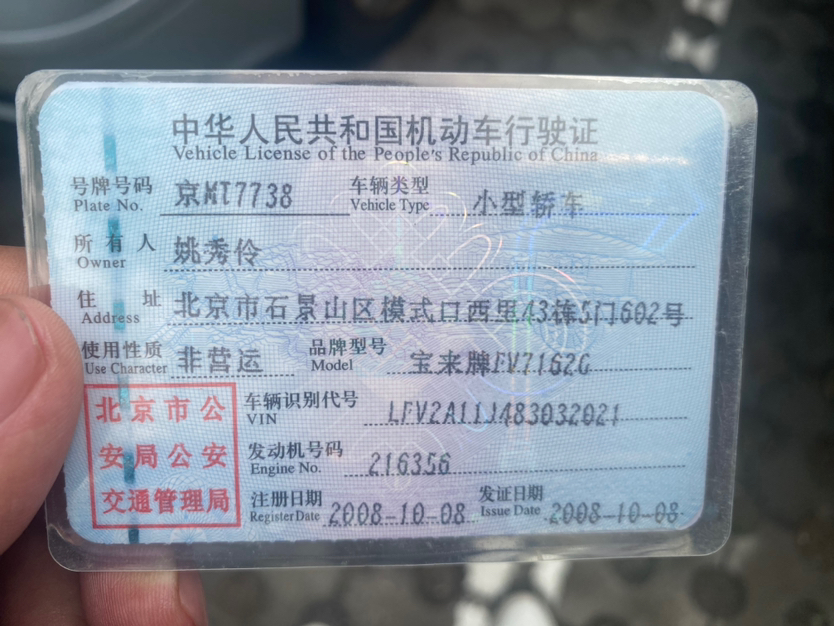 中华人民共和国机动车行驶证
Vehicle License of the People's Republic of China
号牌号码 京MT7738 车辆类型 小型轿车
Plate No. Vehicle Type
所有人 姚秀伶
Owner
住址 北京市石景山区模式口西里43栋5门602号
Address
使用性质 非营运 品牌型号 宝来牌FV7162G
Use Character Model
北京市公
安局公安
交通管理局
车辆识别代号 LFV2A11J483032021
VIN
发动机号码 216356
Engine No.
注册日期 2008-10-08 发证日期 2008-10-08
Register Date Issue Date